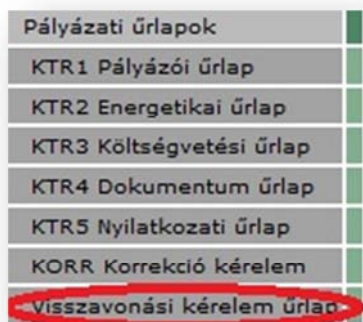 Pályázati űrlapok
KTR1 Pályázói űrlap
KTR2 Energetikai űrlap
KTR3 Költségvetési űrlap
KTR4 Dokumentum űrlap
KTR5 Nyilatkozati űrlap
KORR Korrekció kérelem
Visszavonási kérelem űrlap